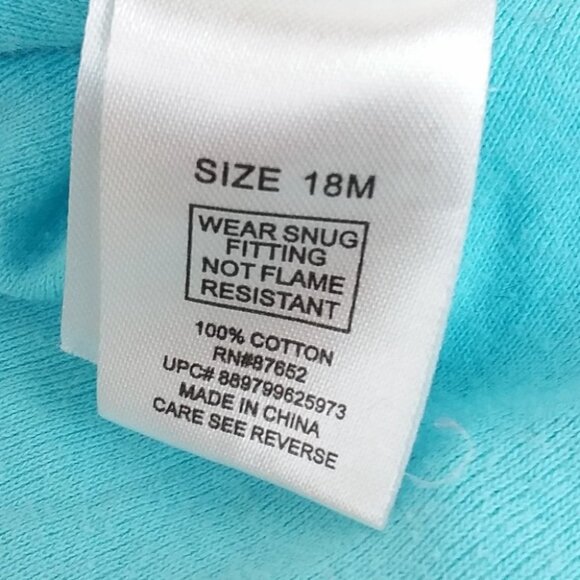 SIZE 18M
WEAR SNUG
FITTING
NOT FLAME
RESISTANT
100% COTTON
RN#87652
UPC# 889799625973
MADE IN CHINA
CARE SEE REVERSE